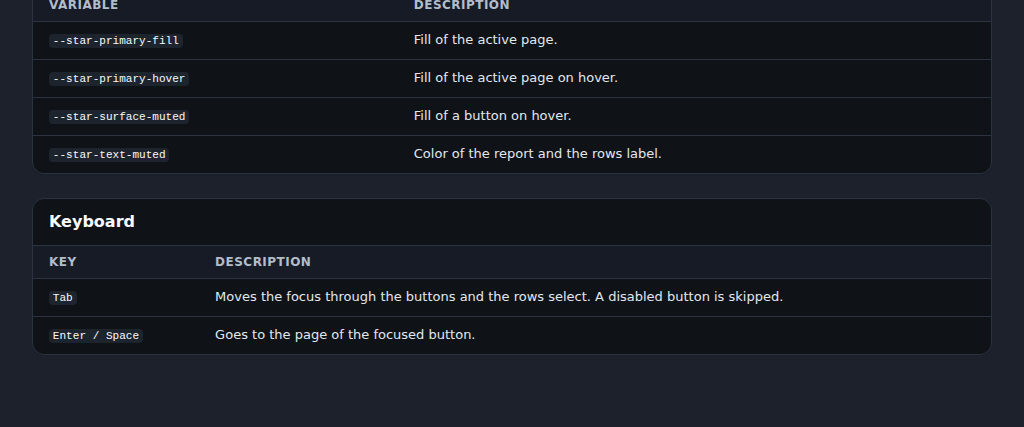 VARIABLE DESCRIPTION
--star-primary-fill Fill of the active page.
--star-primary-hover Fill of the active page on hover.
--star-surface-muted Fill of a button on hover.
--star-text-muted Color of the report and the rows label.
Keyboard
KEY DESCRIPTION
Tab Moves the focus through the buttons and the rows select. A disabled button is skipped.
Enter / Space Goes to the page of the focused button.